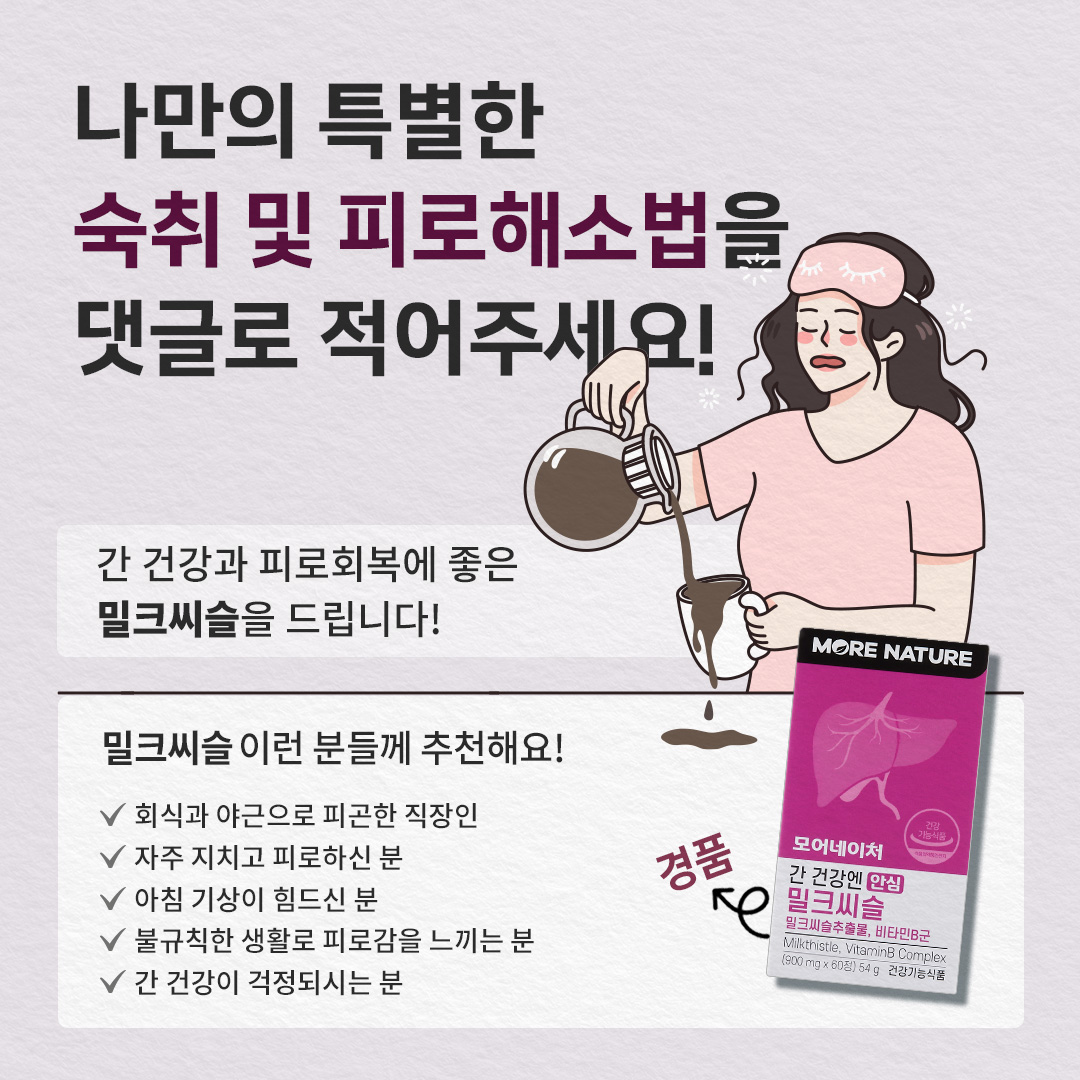 나만의 특별한
숙취 및 피로해소법을
댓글로 적어주세요!
간 건강과 피로회복에 좋은
밀크씨슬을 드립니다!
밀크씨슬 이런 분들께 추천해요!
회식과 야근으로 피곤한 직장인
자주 지치고 피로하신 분
아침 기상이 힘드신 분
불규칙한 생활로 피로감을 느끼는 분
간 건강이 걱정되시는 분
경품
MORE NATURE
건강
기능식품
모어네이처
간 건강엔 안심
밀크씨슬
밀크씨슬추출물, 비타민B군
Milkthistle, VitaminB Complex
(900 mg x 60정) 54 g 건강기능식품